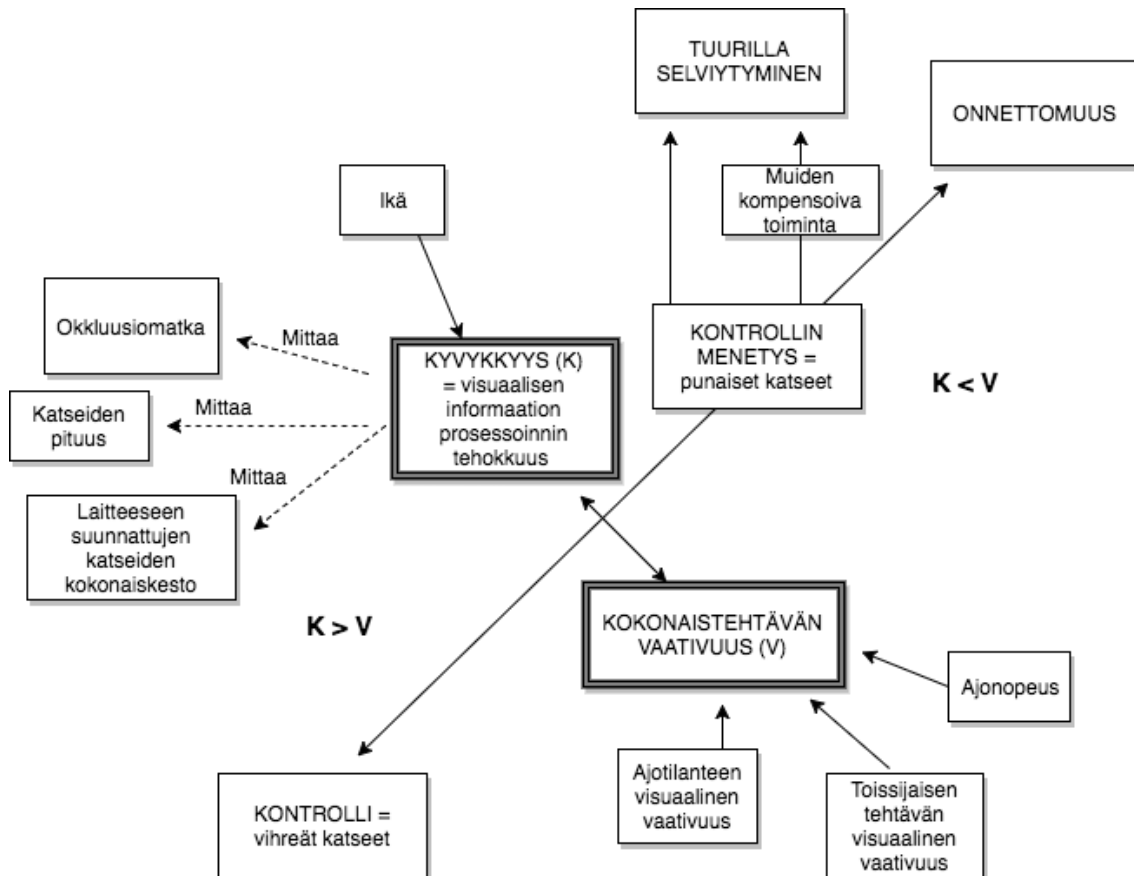 TUURILLA
SELVIYTYMINEN
ONNETTOMUUS
Ikä
Muiden
kompensoiva
toiminta
Okkluusiomatka
Mittaa
KYVYKKYYS (K)
= visuaalisen
informaation
prosessoinnin
tehokkuus
KONTROLLIN
MENETYS =
punaiset katseet
K < V
Katseiden
pituus
Mittaa
Mittaa
Laitteeseen
suunnattujen
katseiden
kokonaiskesto
K > V
KOKONAISTEHTÄVÄN
VAATIVUUS (V)
Ajonopeus
KONTROLLI =
vihreät katseet
Ajotilanteen
visuaalinen
vaativuus
Toissijaisen
tehtävän
visuaalinen
vaativuus